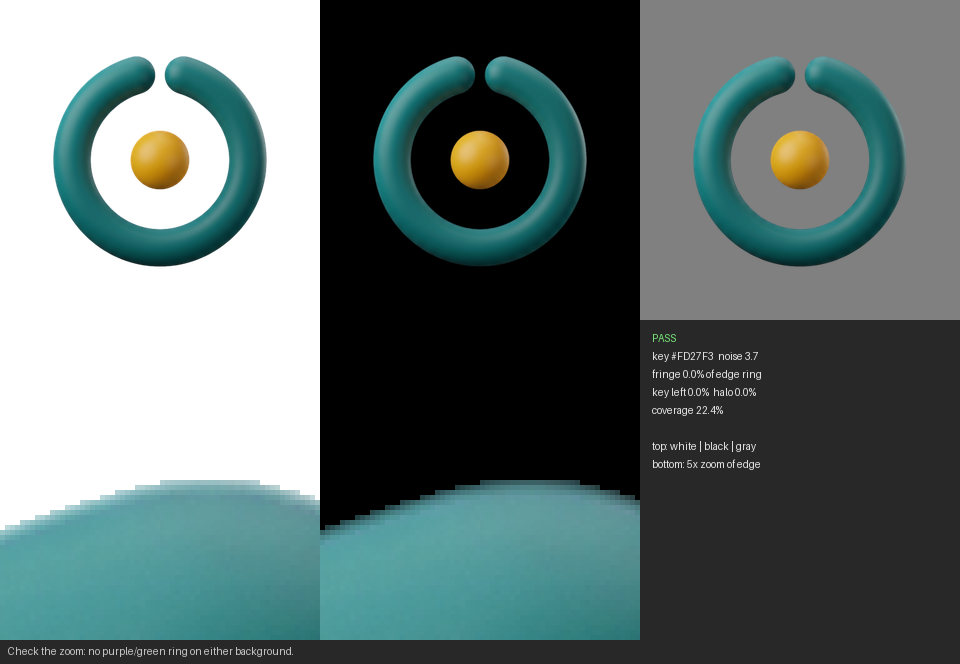 PASS
key #FD27F3 noise 3.7
fringe 0.0% of edge ring
key left 0.0% halo 0.0%
coverage 22.4%
top: white | black | gray
bottom: 5x zoom of edge
Check the zoom: no purple/green ring on either background.